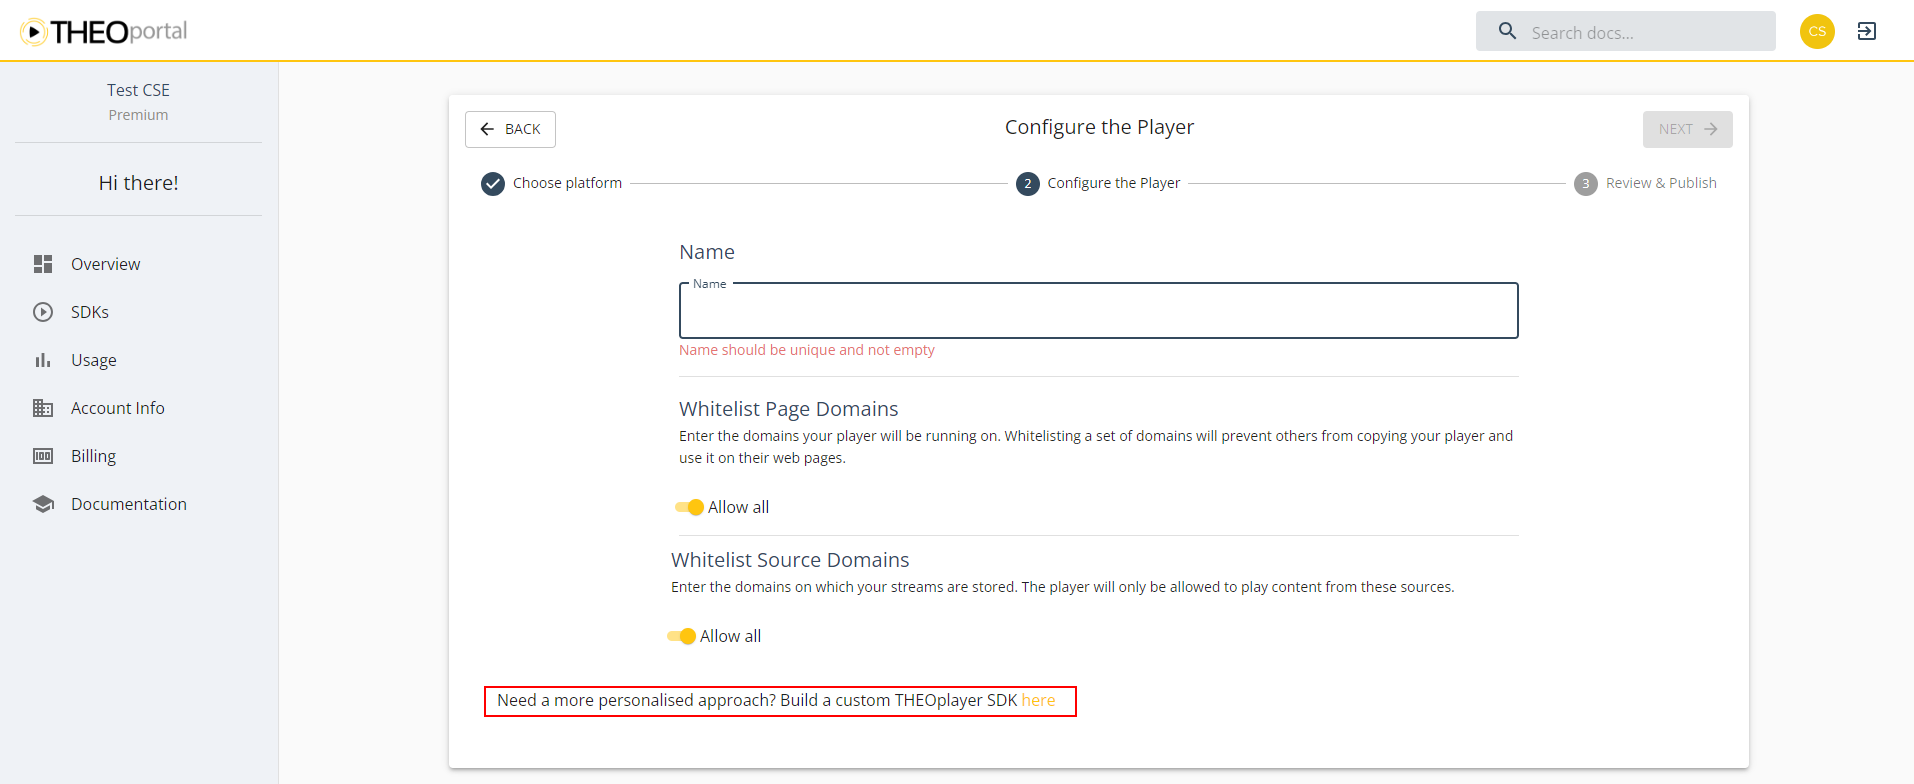 THEOportal
Search docs...
CS
Test CSE
Premium
Hi there!
Overview
SDKs
Usage
Account Info
Billing
Documentation
BACK
Configure the Player
NEXT
Choose platform
2 Configure the Player
3 Review & Publish
Name
Name
Name should be unique and not empty
Whitelist Page Domains
Enter the domains your player will be running on. Whitelisting a set of domains will prevent others from copying your player and
use it on their web pages.
Allow all
Whitelist Source Domains
Enter the domains on which your streams are stored. The player will only be allowed to play content from these sources.
Allow all
Need a more personalised approach? Build a custom THEOplayer SDK here